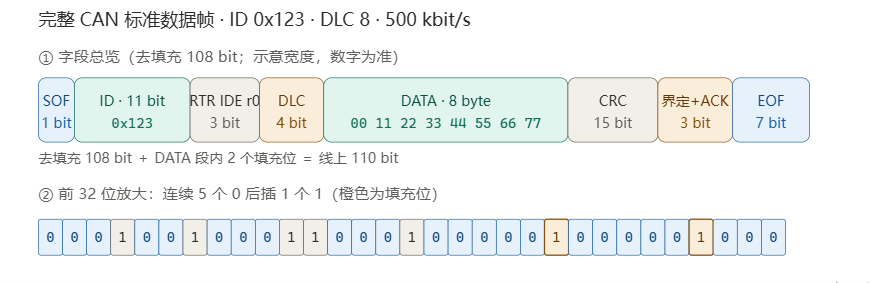 完整 CAN 标准数据帧 · ID 0x123 · DLC 8 · 500 kbit/s
① 字段总览（去填充 108 bit；示意宽度，数字为准）
SOF ID · 11 bit RTR IDE r0 DLC DATA · 8 byte CRC 界定+ACK EOF
1 bit 0x123 3 bit 4 bit 00 11 22 33 44 55 66 77 15 bit 3 bit 7 bit
去填充 108 bit + DATA 段内 2 个填充位 = 线上 110 bit
② 前 32 位放大：连续 5 个 0 后插 1 个 1（橙色为填充位）
0 0 0 1 0 0 1 0 0 0 1 1 0 0 0 1 0 0 0 0 0 1 0 0 0 0 0 1 0 0 0